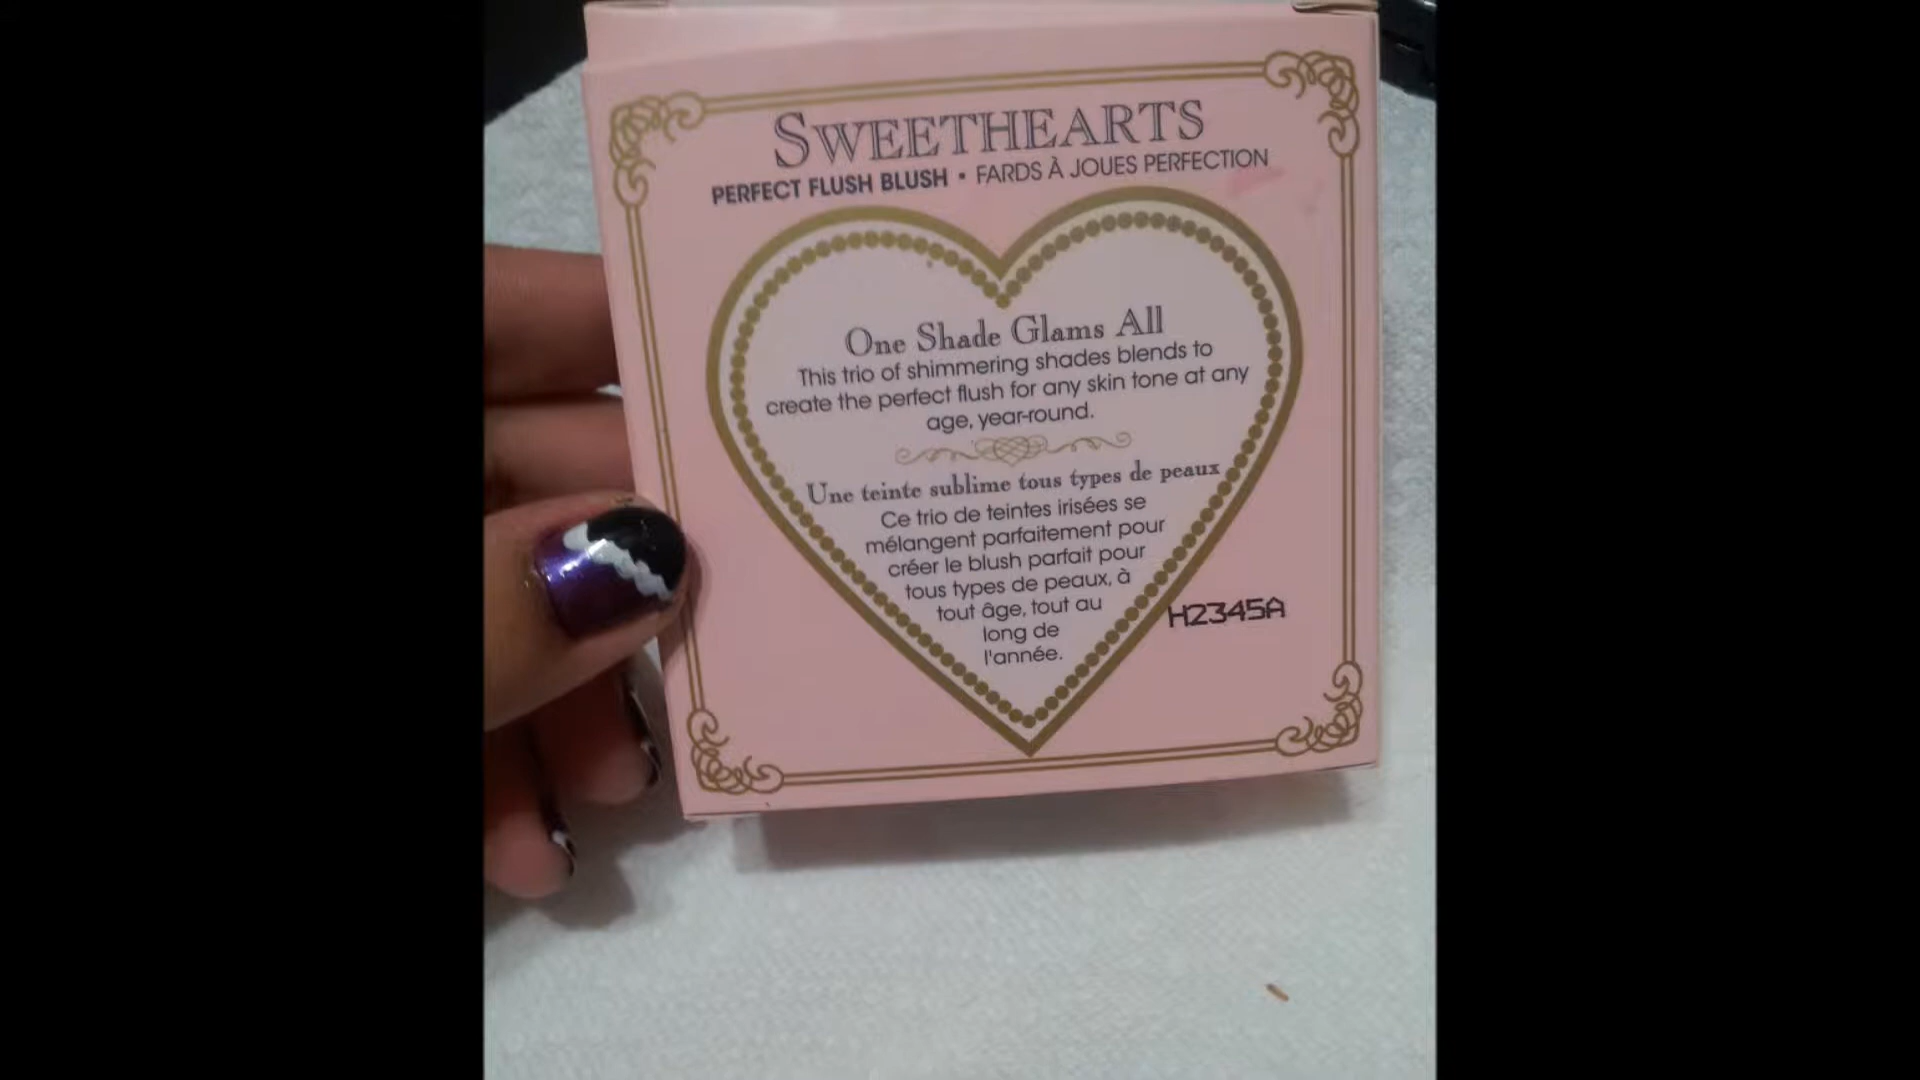 SWEETHEARTS
PERFECT FLUSH BLUSH • FARDS À JOUES PERFECTION
One Shade Glams All
This trio of shimmering shades blends to
create the perfect flush for any skin tone at any
age, year-round.
Une teinte sublime tous types de peaux
Ce trio de teintes irisées se
mélangent parfaitement pour
créer le blush parfait pour
tous types de peaux, à
tout âge, tout au
long de
l'année.
H2345A